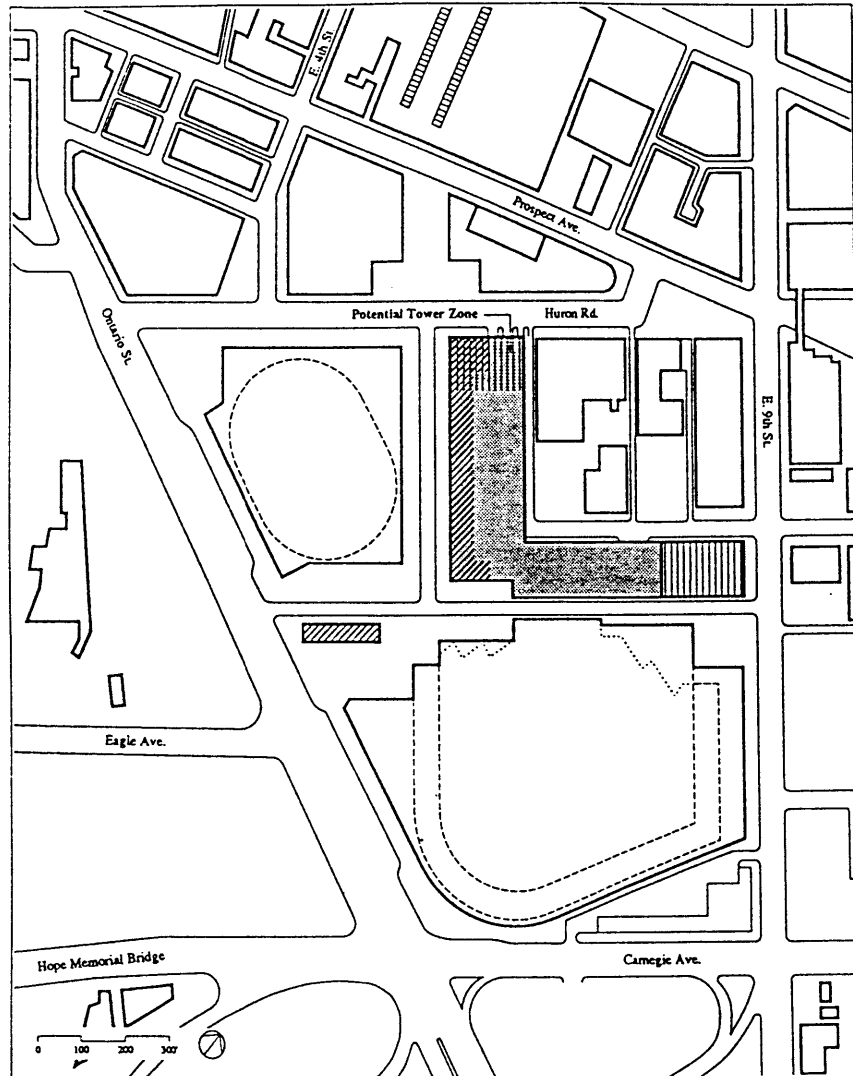 E. 4th St.
Prospect Ave.
Potential Tower Zone
Huron Rd.
Ontario St.
E. 9th St.
Eagle Ave.
Hope Memorial Bridge
Carnegie Ave.
0 100 200 300